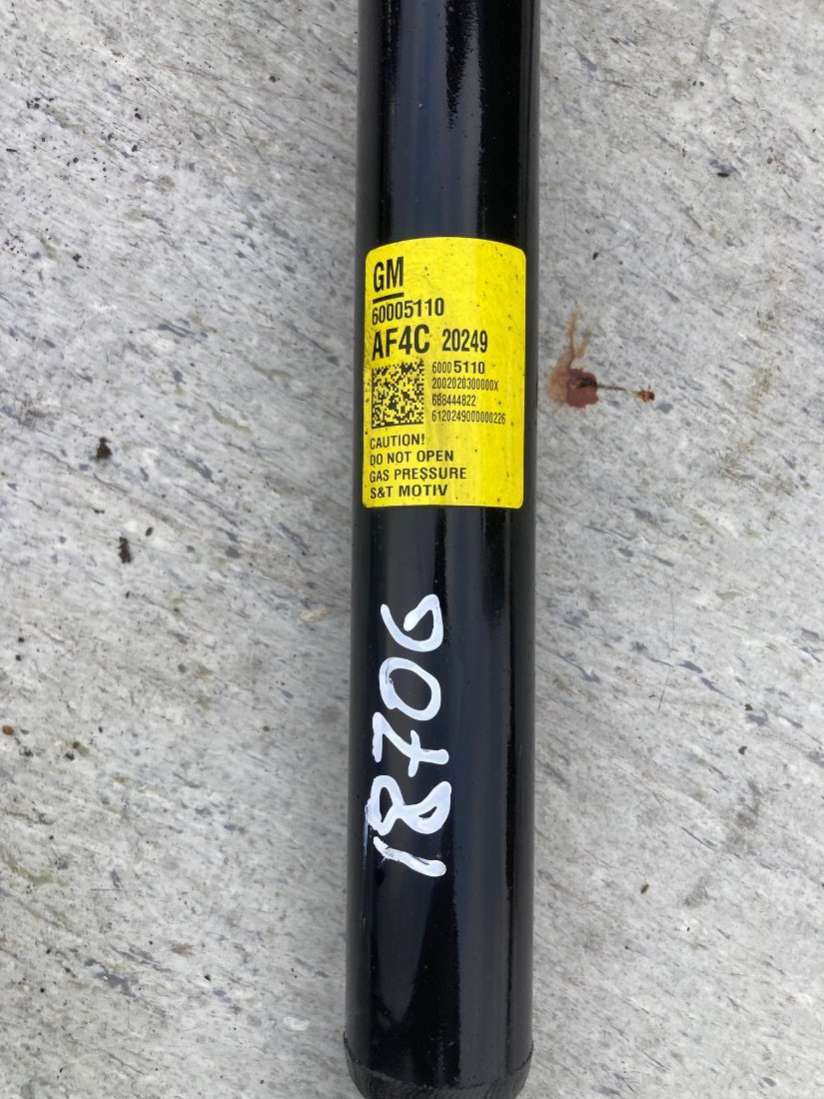 GM
60005110
AF4C 20249
60005110
2002020300000X
688444822
6120249000000226
CAUTION!
DO NOT OPEN
GAS PRESSURE
S&T MOTIV
18706